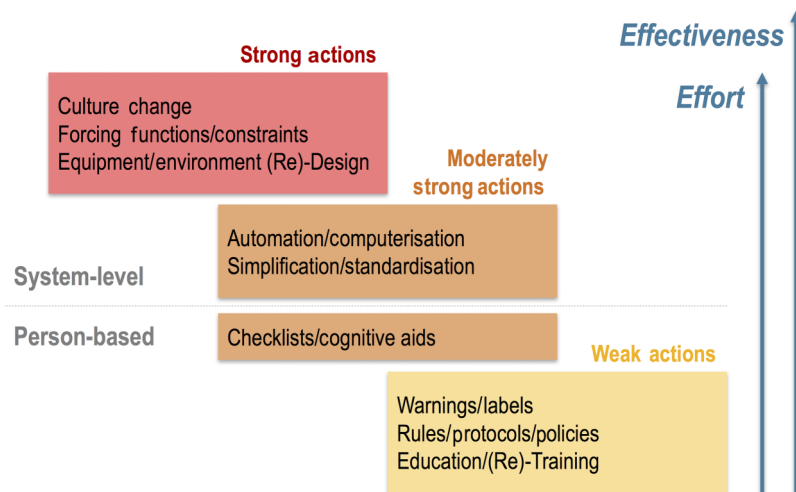 Effectiveness
Strong actions
Effort
Culture change
Forcing functions/constraints
Equipment/environment (Re)-Design
Moderately
strong actions
Automation/computerisation
Simplification/standardisation
System-level
Person-based
Checklists/cognitive aids
Weak actions
Warnings/labels
Rules/protocols/policies
Education/(Re)-Training